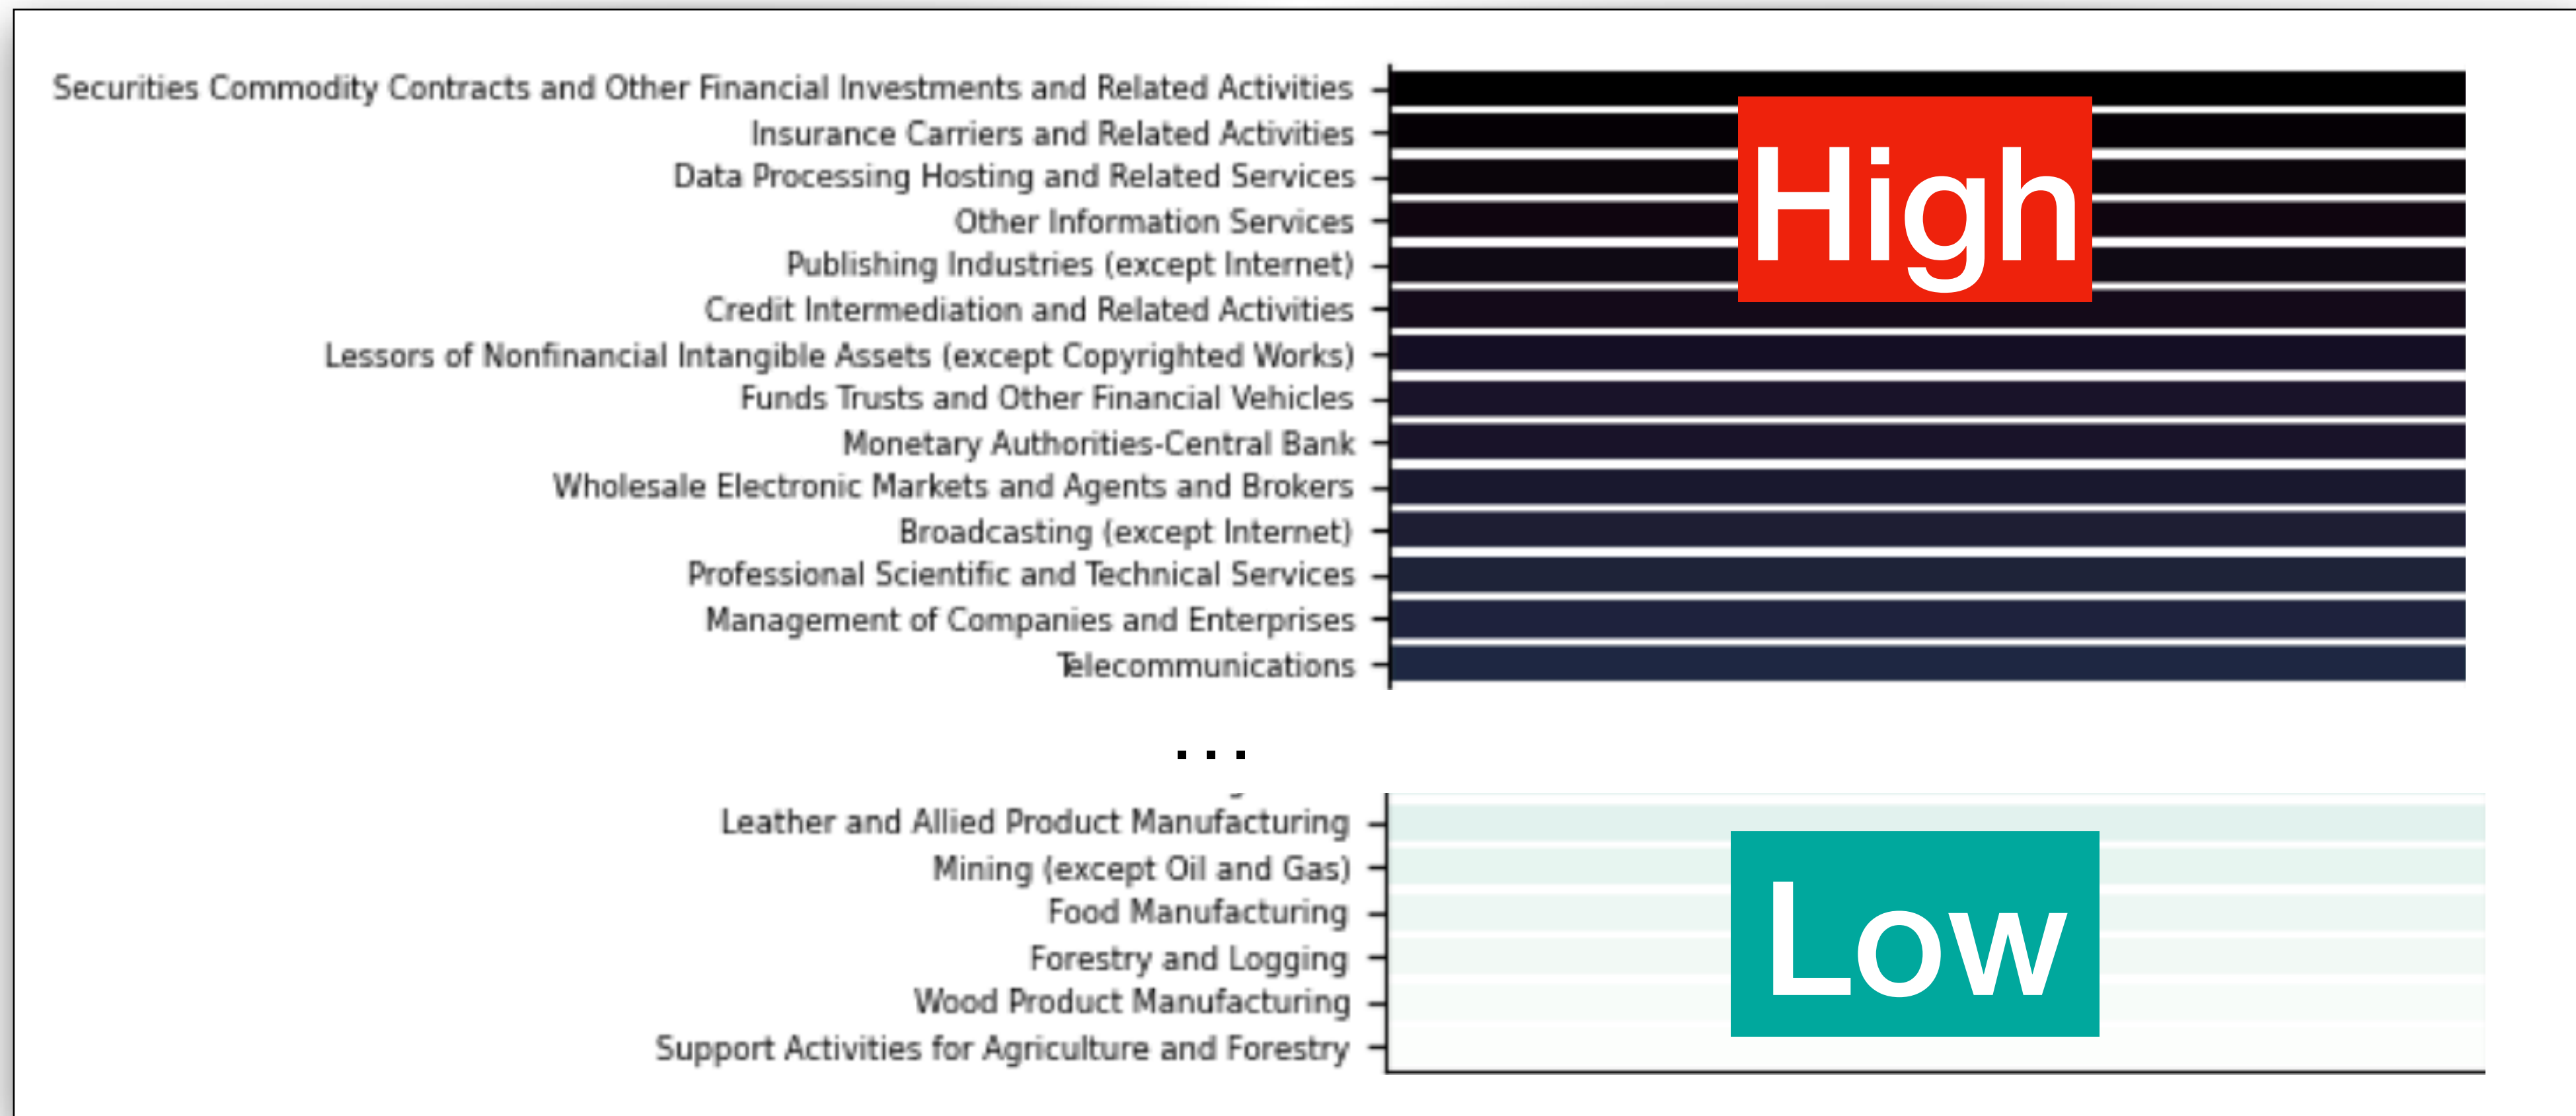 Securities Commodity Contracts and Other Financial Investments and Related Activities
Insurance Carriers and Related Activities
Data Processing Hosting and Related Services
Other Information Services
Publishing Industries (except Internet)
Credit Intermediation and Related Activities
Lessors of Nonfinancial Intangible Assets (except Copyrighted Works)
Funds Trusts and Other Financial Vehicles
Monetary Authorities-Central Bank
Wholesale Electronic Markets and Agents and Brokers
Broadcasting (except Internet)
Professional Scientific and Technical Services
Management of Companies and Enterprises
Telecommunications
High
...
Leather and Allied Product Manufacturing
Mining (except Oil and Gas)
Food Manufacturing
Forestry and Logging
Wood Product Manufacturing
Support Activities for Agriculture and Forestry
Low